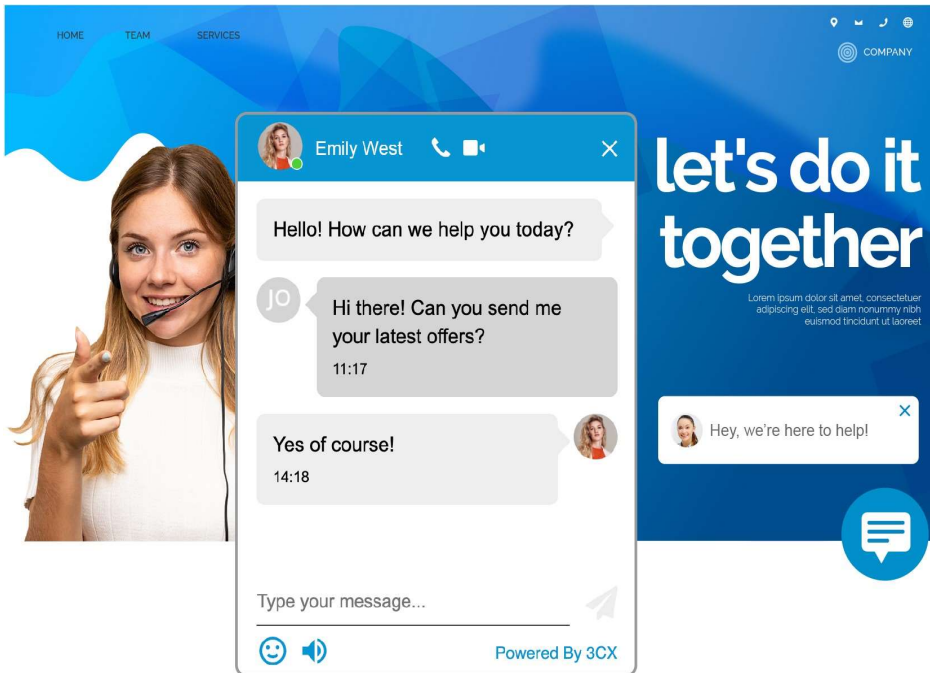 HOME TEAM SERVICES
COMPANY
Emily West
Hello! How can we help you today?
JO
Hi there! Can you send me
your latest offers?
11:17
Yes of course!
14:18
Type your message...
Powered By 3CX
let's do it
together
Lorem ipsum dolor sit amet, consectetuer
adipiscing elit, sed diam nonummy nibh
euismod tincidunt ut laoreet
Hey, we're here to help!